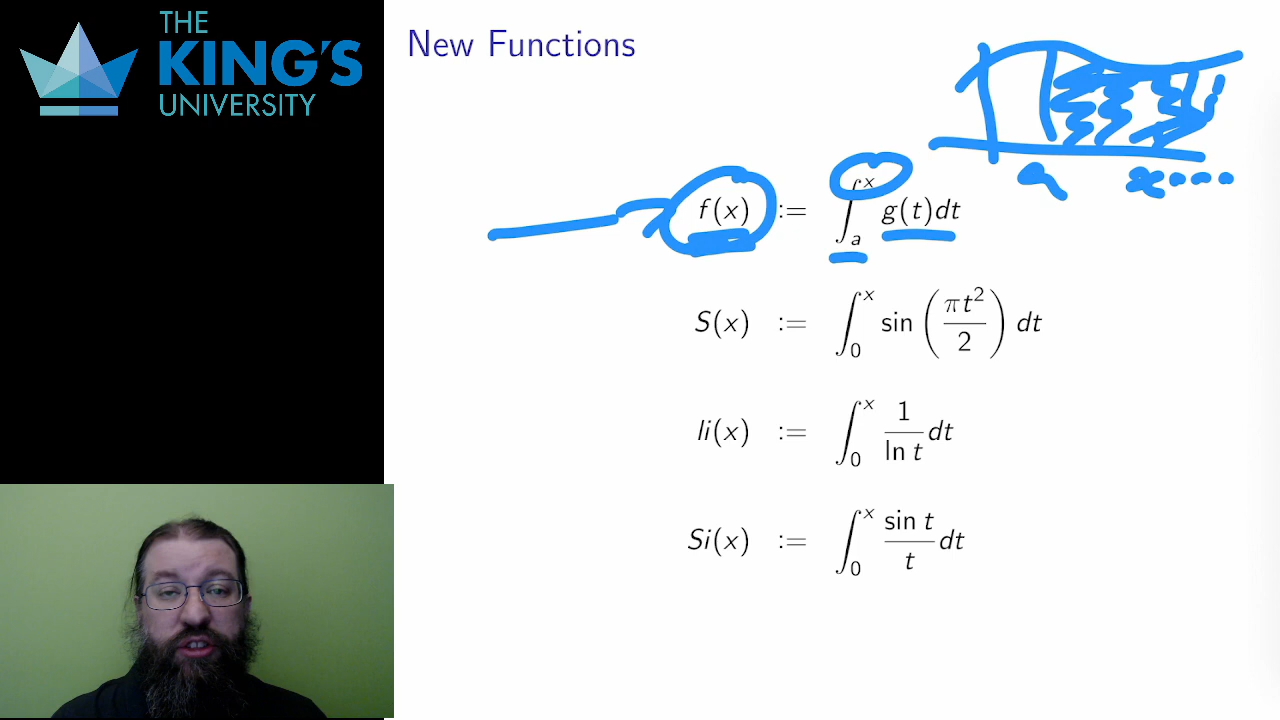 THE
KING'S
UNIVERSITY
New Functions
a x
f(x) := ∫_a^x g(t)dt
S(x) := ∫_0^x sin (πt²/2) dt
li(x) := ∫_0^x 1/ln t dt
Si(x) := ∫_0^x sin t/t dt